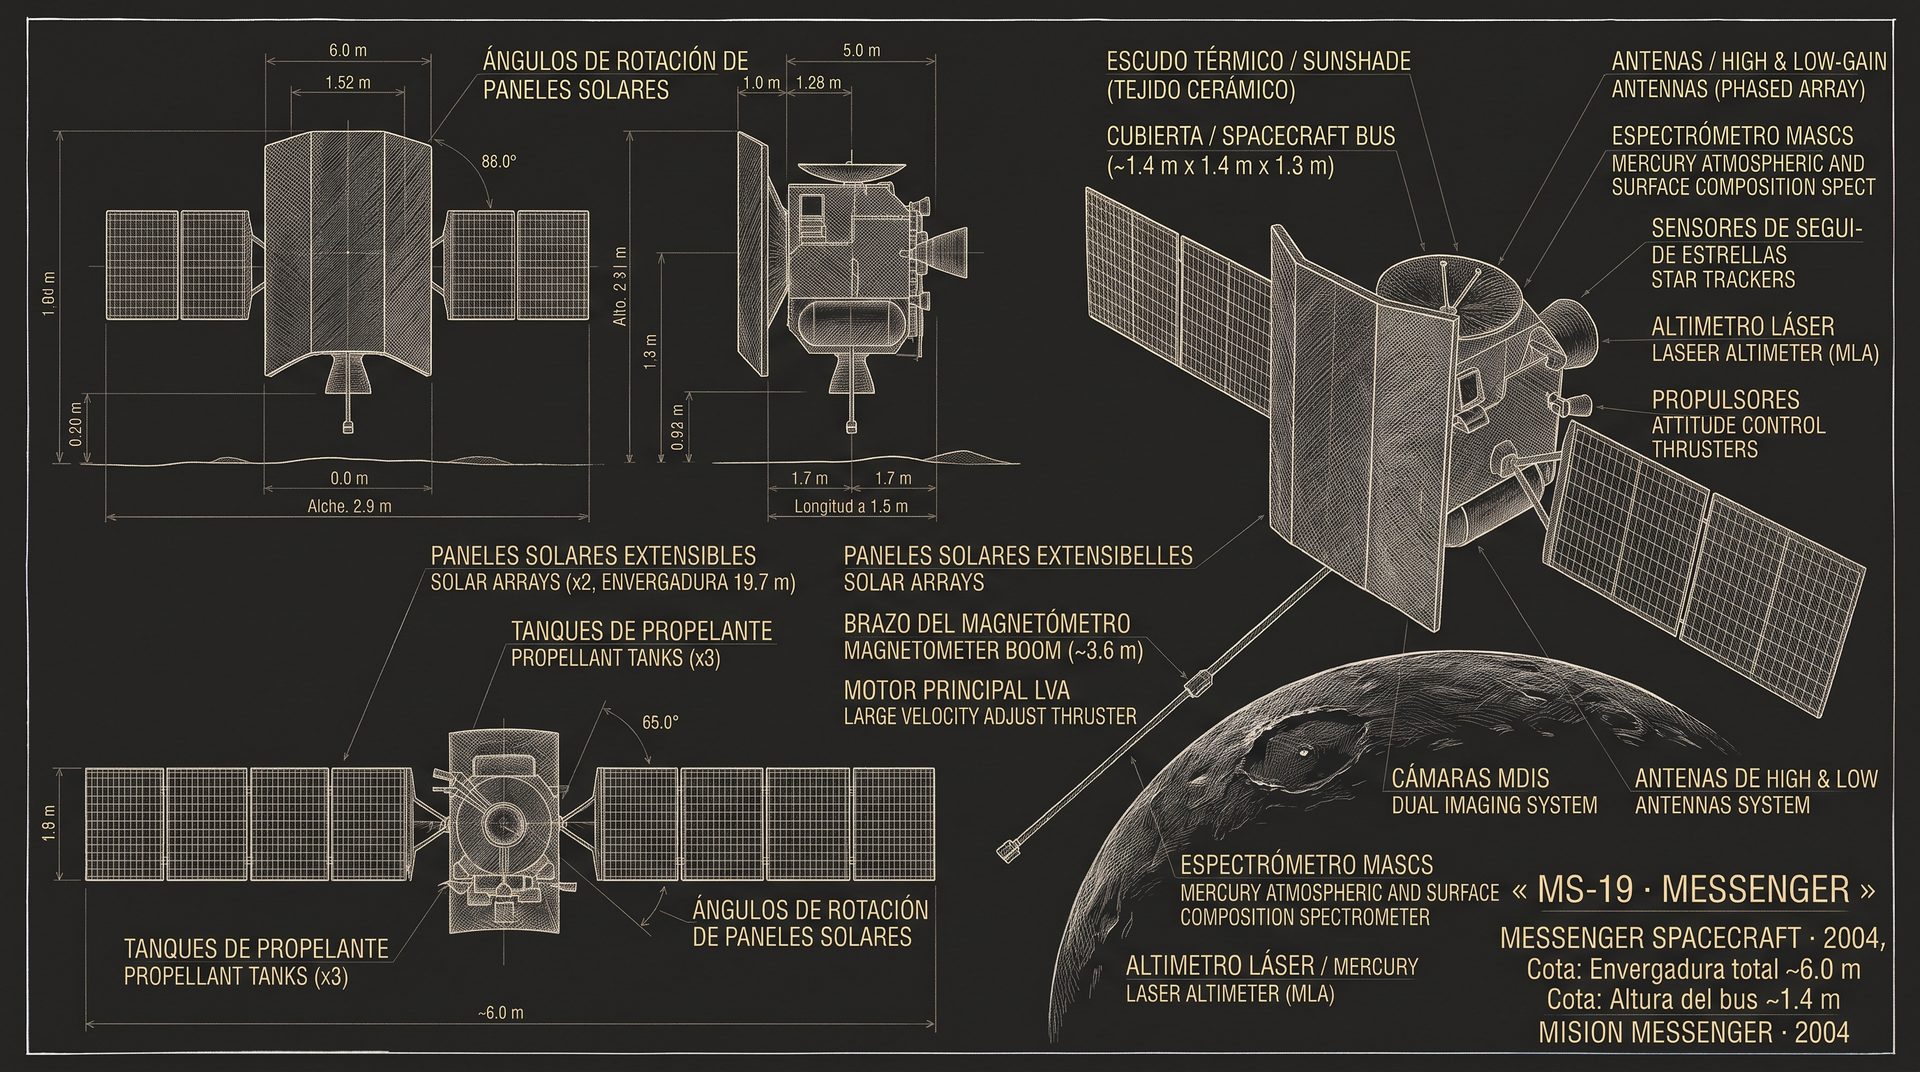 6.0 m
1.52 m
ÁNGULOS DE ROTACIÓN DE
PANELES SOLARES
88.0°
0.20 m
0.0 m
Alche. 2.9 m
5.0 m
1.0 m
1.28 m
1.3 m
0.92 m
1.7 m
1.7 m
Longitud a 1.5 m
ESCUDO TÉRMICO / SUNSHADE
(TEJIDO CERÁMICO)
CUBIERTA / SPACECRAFT BUS
(~1.4 m x 1.4 m x 1.3 m)
ANTENAS / HIGH & LOW-GAIN
ANTENNAS (PHASED ARRAY)
ESPECTRÓMETRO MASCS
MERCURY ATMOSPHERIC AND
SURFACE COMPOSITION SPECT
SENSORES DE SEGUI-
DE ESTRELLAS
STAR TRACKERS
ALTIMETRO LÁSER
LASEER ALTIMETER (MLA)
PROPULSORES
ATTITUDE CONTROL
THRUSTERS
PANELES SOLARES EXTENSIBLES
SOLAR ARRAYS (x2, ENVERGADURA 19.7 m)
TANQUES DE PROPELANTE
PROPELLANT TANKS (x3)
65.0°
1.8 m
ÁNGULOS DE ROTACIÓN
DE PANELES SOLARES
TANQUES DE PROPELANTE
PROPELLANT TANKS (x3)
~6.0 m
PANELES SOLARES EXTENSIBELLES
SOLAR ARRAYS
BRAZO DEL MAGNETÓMETRO
MAGNETOMETER BOOM (~3.6 m)
MOTOR PRINCIPAL LVA
LARGE VELOCITY ADJUST THRUSTER
CÁMARAS MDIS
DUAL IMAGING SYSTEM
ANTENAS DE HIGH & LOW
ANTENNAS SYSTEM
ESPECTRÓMETRO MASCS
MERCURY ATMOSPHERIC AND SURFACE
COMPOSITION SPECTROMETER
ALTIMETRO LÁSER / MERCURY
LASER ALTIMETER (MLA)
« MS-19 · MESSENGER »
MESSENGER SPACECRAFT · 2004,
Cota: Envergadura total ~6.0 m
Cota: Altura del bus ~1.4 m
MISION MESSENGER · 2004